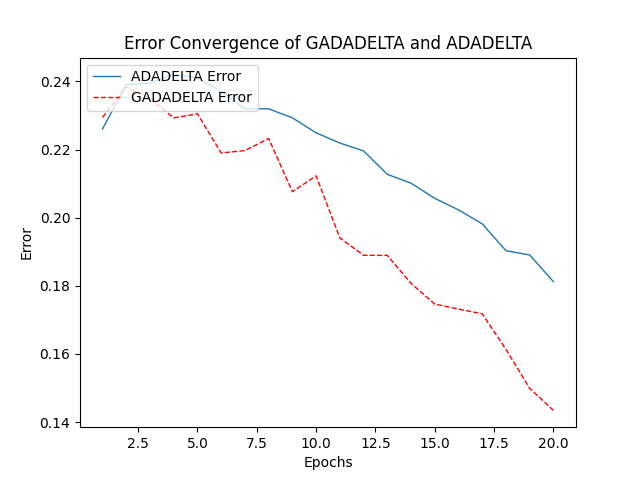 Error Convergence of GADADELTA and ADADELTA
ADADELTA Error
GADADELTA Error
0.24
0.22
0.20
0.18
0.16
0.14
Error
2.5 5.0 7.5 10.0 12.5 15.0 17.5 20.0
Epochs